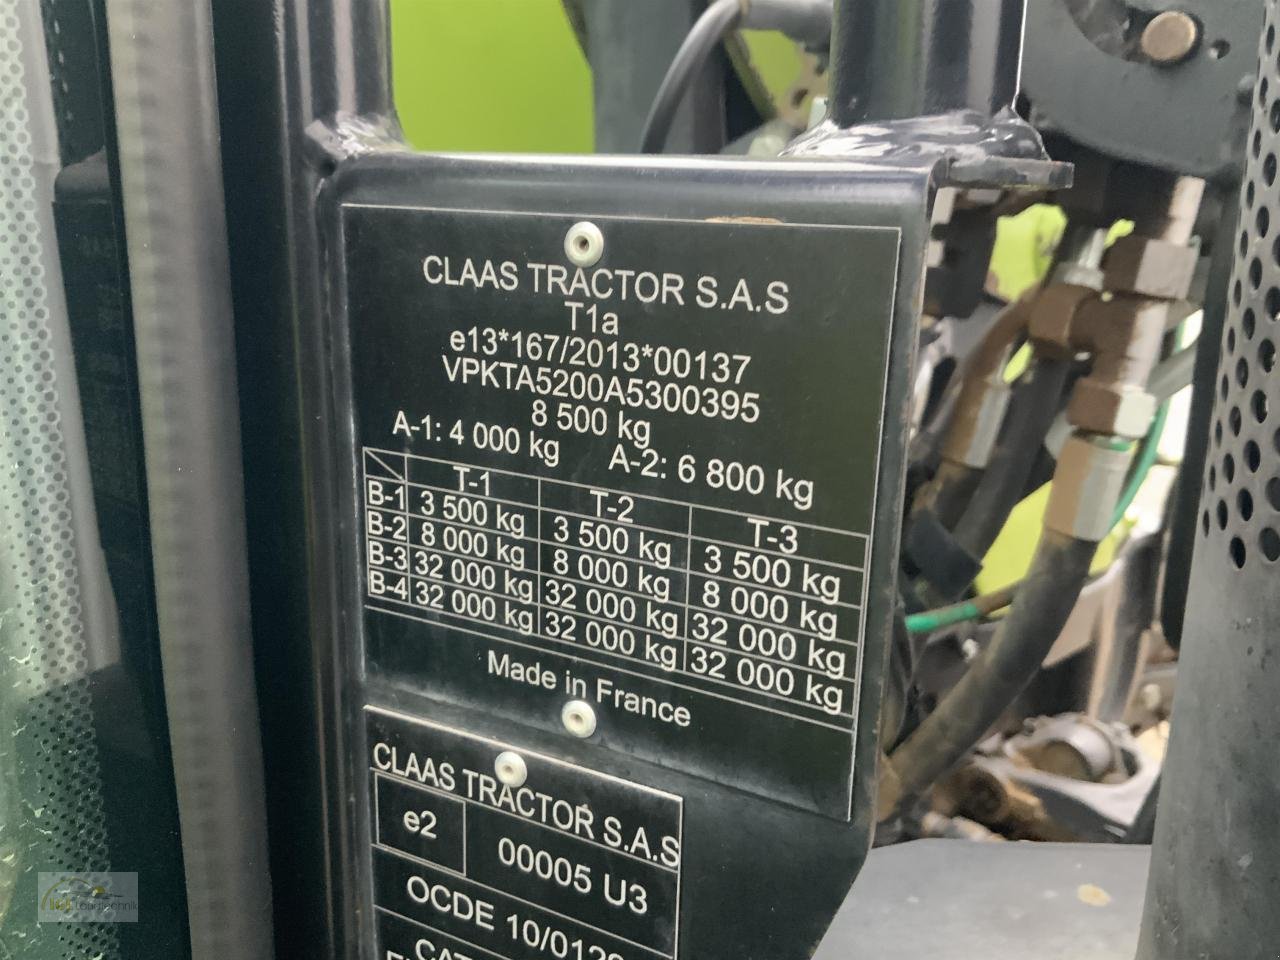 CLAAS TRACTOR S.A.S
T1a
e13*167/2013*00137
VPKTA5200A5300395
8 500 kg
A-1: 4 000 kg A-2: 6 800 kg
T-1 T-2 T-3
B-1 3 500 kg 3 500 kg 3 500 kg
B-2 8 000 kg 8 000 kg 8 000 kg
B-3 32 000 kg 32 000 kg 32 000 kg
B-4 32 000 kg 32 000 kg 32 000 kg
Made in France
CLAAS TRACTOR S.A.S
e2 00005 U3
OCDE
Landtechnik